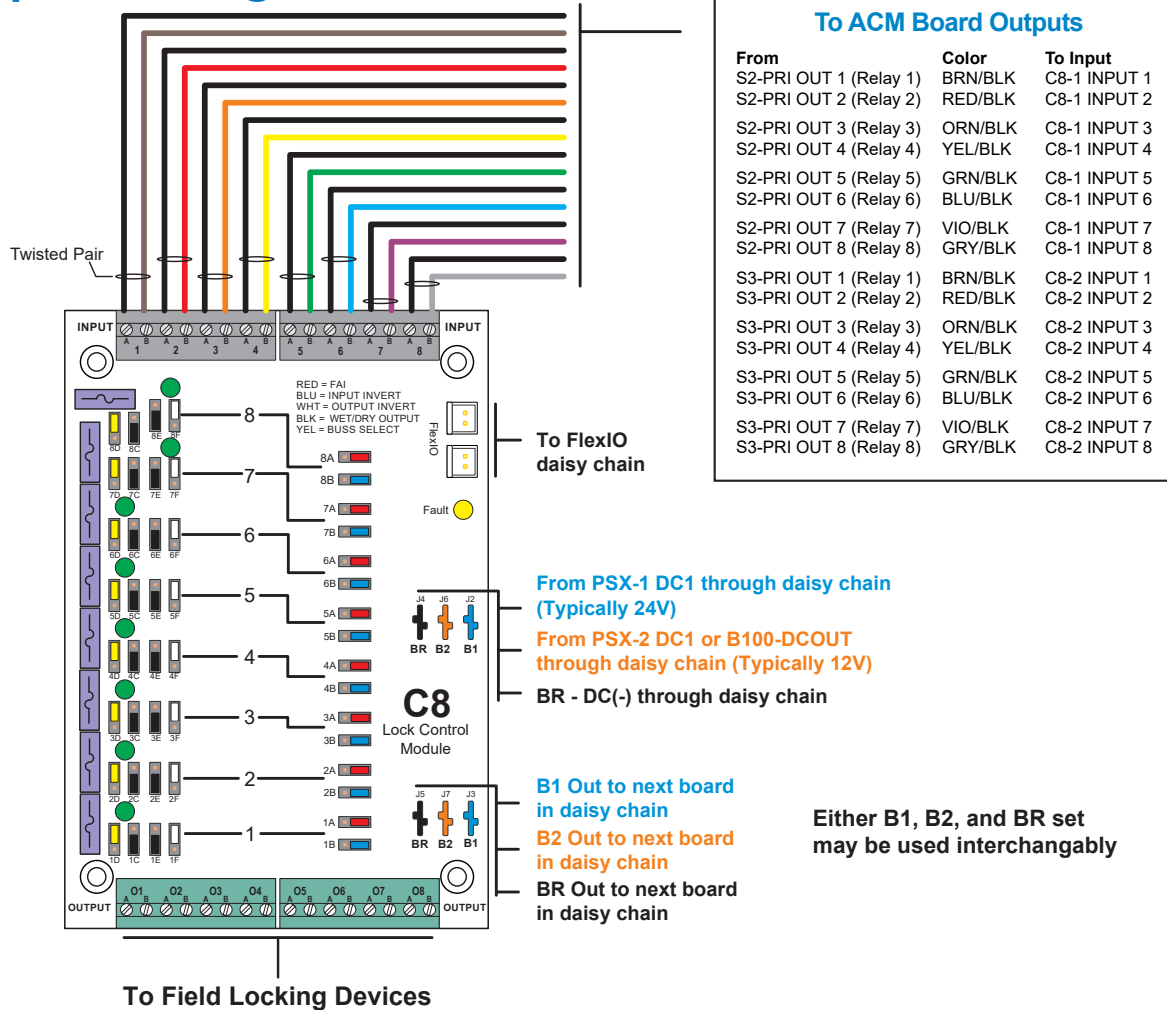 To ACM Board Outputs
From Color To Input
S2-PRI OUT 1 (Relay 1) BRN/BLK C8-1 INPUT 1
S2-PRI OUT 2 (Relay 2) RED/BLK C8-1 INPUT 2
S2-PRI OUT 3 (Relay 3) ORN/BLK C8-1 INPUT 3
S2-PRI OUT 4 (Relay 4) YEL/BLK C8-1 INPUT 4
S2-PRI OUT 5 (Relay 5) GRN/BLK C8-1 INPUT 5
S2-PRI OUT 6 (Relay 6) BLU/BLK C8-1 INPUT 6
S2-PRI OUT 7 (Relay 7) VIO/BLK C8-1 INPUT 7
S2-PRI OUT 8 (Relay 8) GRY/BLK C8-1 INPUT 8
S3-PRI OUT 1 (Relay 1) BRN/BLK C8-2 INPUT 1
S3-PRI OUT 2 (Relay 2) RED/BLK C8-2 INPUT 2
S3-PRI OUT 3 (Relay 3) ORN/BLK C8-2 INPUT 3
S3-PRI OUT 4 (Relay 4) YEL/BLK C8-2 INPUT 4
S3-PRI OUT 5 (Relay 5) GRN/BLK C8-2 INPUT 5
S3-PRI OUT 6 (Relay 6) BLU/BLK C8-2 INPUT 6
S3-PRI OUT 7 (Relay 7) VIO/BLK C8-2 INPUT 7
S3-PRI OUT 8 (Relay 8) GRY/BLK C8-2 INPUT 8
Twisted Pair
INPUT A B A B A B A B A B A B A B A B INPUT
1 2 3 4 5 6 7 8
RED = FAI
BLU = INPUT INVERT
WHT = OUTPUT INVERT
BLK = WET/DRY OUTPUT
YEL = BUSS SELECT
FlexIO
To FlexIO
daisy chain
Fault
8
8D 8C 8E 8F
8A
8B
7
7D 7C 7E 7F
7A
7B
6
6D 6C 6E 6F
6A
6B
5
5D 5C 5E 5F
5A
5B
4
4D 4C 4E 4F
4A
4B
3
3D 3C 3E 3F
3A
3B
2
2D 2C 2E 2F
2A
2B
1
1D 1C 1E 1F
1A
1B
J4 J6 J2
BR B2 B1
From PSX-1 DC1 through daisy chain
(Typically 24V)
From PSX-2 DC1 or B100-DCOUT
through daisy chain (Typically 12V)
BR - DC(-) through daisy chain
C8
Lock Control
Module
J5 J7 J3
BR B2 B1
B1 Out to next board
in daisy chain
B2 Out to next board
in daisy chain
BR Out to next board
in daisy chain
Either B1, B2, and BR set
may be used interchangably
O1 O2 O3 O4 O5 O6 O7 O8
OUTPUT A B A B A B A B A B A B A B A B OUTPUT
To Field Locking Devices